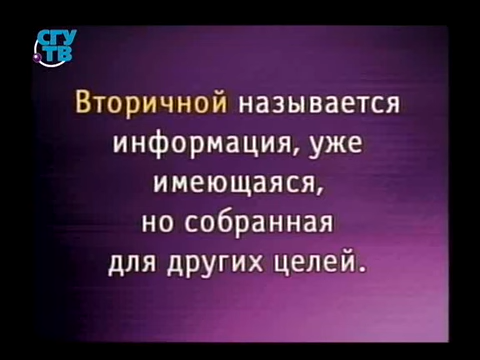 СГУ
ТВ
Вторичной называется
информация, уже
имеющаяся,
но собранная
для других целей.